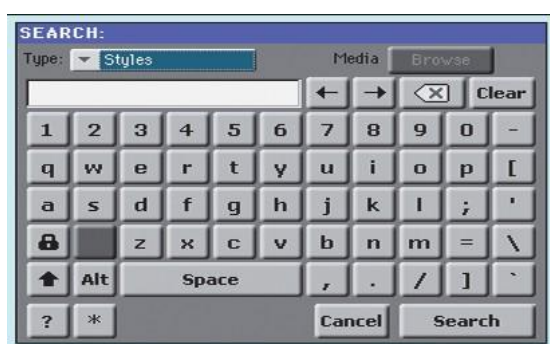 SEARCH:
Type: Styles Media Browse
← → Clear
1 2 3 4 5 6 7 8 9 0 -
q w e r t y u i o p [
a s d f g h j k l ; '
z x c v b n m = \
Alt Space , . / ] `
? * Cancel Search